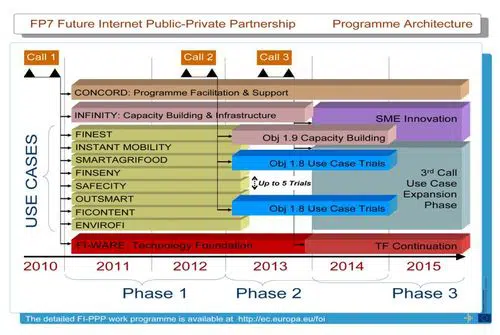 FP7 Future Internet Public-Private Partnership Programme Architecture
Call 1 Call 2 Call 3
CONCORD: Programme Facilitation & Support
INFINITY: Capacity Building & Infrastructure
SME Innovation
USE CASES
FINEST
Obj 1.9 Capacity Building
INSTANT MOBILITY
SMARTAGRIFOOD
Obj 1.8 Use Case Trials
FINSENY
SAFECITY
Up to 5 Trials
3rd Call
Use Case
Expansion
Phase
OUTSMART
FICONTENT
Obj 1.8 Use Case Trials
ENVIROFI
FI-WARE Technology Foundation
TF Continuation
2010 2011 2012 2013 2014 2015
Phase 1 Phase 2 Phase 3
The detailed FI-PPP work programme is available at http://ec.europa.eu/foi